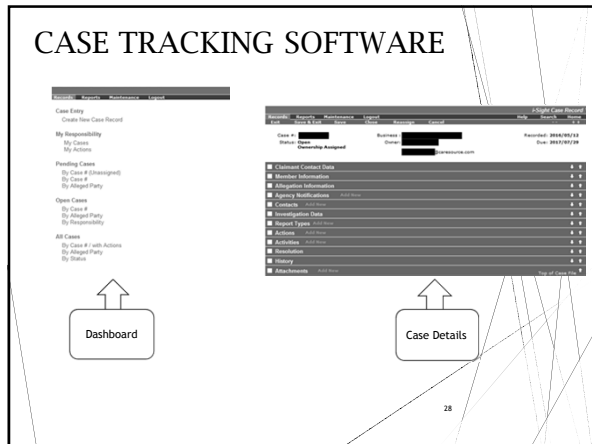 CASE TRACKING SOFTWARE
Records Reports Maintenance Logout
Case Entry
Create New Case Record
My Responsibility
My Cases
My Actions
Pending Cases
By Case # (Unassigned)
By Case #
By Alleged Party
Open Cases
By Case #
By Alleged Party
By Responsibility
All Cases
By Case # / with Actions
By Alleged Party
By Status
Dashboard
i-Sight Case Record
Records Reports Maintenance Logout Help Search Home
Exit Save & Exit Save Close Reassign Cancel
Case #: Business : Recorded: 2016/05/12
Status: Open Owner: Due: 2017/07/29
Ownership Assigned @caresource.com
Claimant Contact Data
Member Information
Allegation Information
Agency Notifications Add New
Contacts Add New
Investigation Data
Report Types Add New
Actions Add New
Activities Add New
Resolution
History
Attachments Add New Top of Case File
Case Details
28